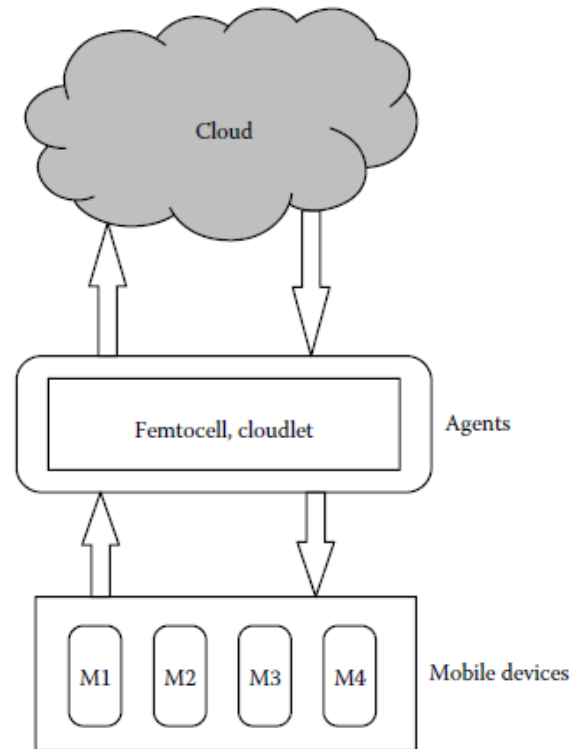 Cloud
Femtocell, cloudlet
Agents
M1 M2 M3 M4
Mobile devices